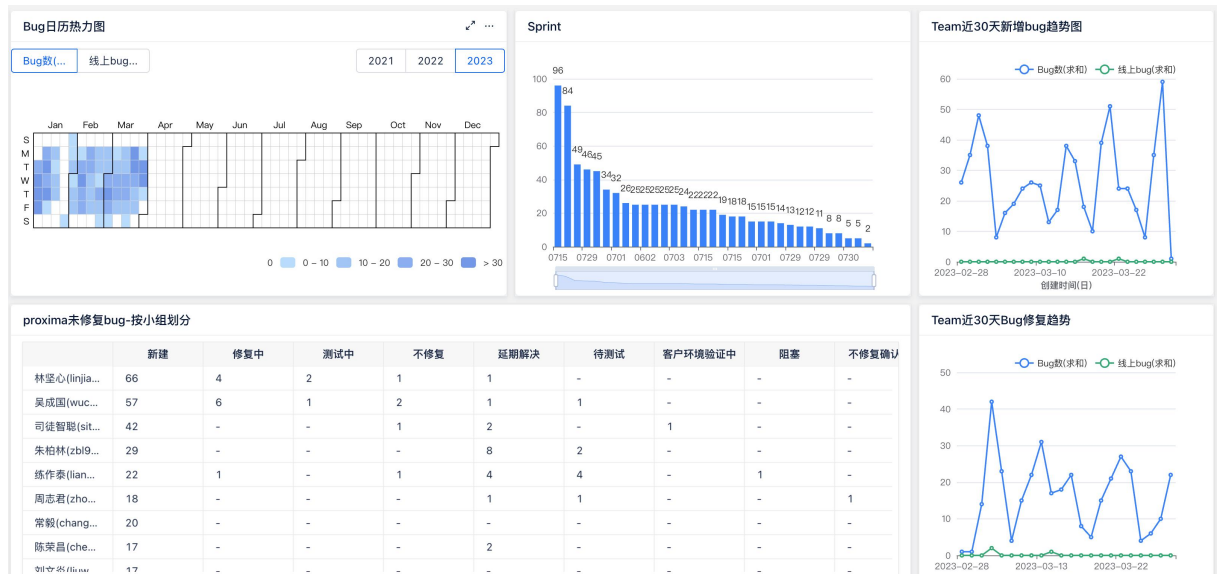 Bug日历热力图
Bug数(... 线上bug... 2021 2022 2023
Jan Feb Mar Apr May Jun Jul Aug Sep Oct Nov Dec
S
M
T
W
T
F
S
0 0 – 10 10 – 20 20 – 30 > 30
Sprint
100
80
60
40
20
0
96 84 49 46 45 34 32 26 25 25 25 25 25 24 22 22 22 19 18 18 15 15 15 14 13 12 12 11 8 8 5 5 2
0715 0729 0701 0602 0703 0715 0715 0701 0729 0729 0730
Team近30天新增bug趋势图
Bug数(求和) 线上bug(求和)
60
50
40
30
20
10
0
2023-02-28 2023-03-10 2023-03-22
创建时间(日)
proxima未修复bug-按小组划分
新建 修复中 测试中 不修复 延期解决 待测试 客户环境验证中 阻塞 不修复确认
林坚心(linjia... 66 4 2 1 1 - - - -
吴成国(wuc... 57 6 1 2 1 1 - - -
司徒智聪(sit... 42 - - 1 2 - 1 - -
朱柏林(zbl9... 29 - - - 8 2 - - -
练作泰(lian... 22 1 - 1 4 4 - 1 -
周志君(zho... 18 - - - 1 1 - - 1
常毅(chang... 20 - - - - - - - -
陈荣昌(che... 17 - - - 2 - - - -
17
Team近30天Bug修复趋势
Bug数(求和) 线上bug(求和)
50
40
30
20
10
0
2023-02-28 2023-03-13 2023-03-22